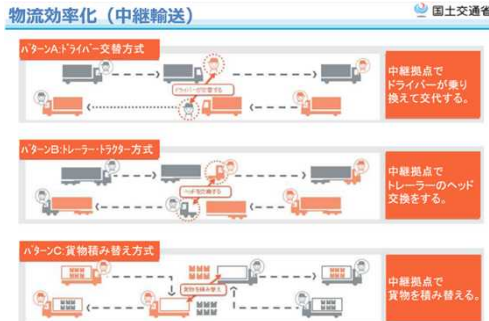 物流効率化（中継輸送）
国土交通省
パターンA:ドライバー交替方式
ドライバーが交替する
中継拠点で
ドライバーが乗り
換えて交代する。
パターンB:トレーラー・トラクター方式
ヘッドを交換する
中継拠点で
トレーラーのヘッド
交換をする。
パターンC:貨物積み替え方式
貨物を積み替え
中継拠点で
貨物を積み替える。